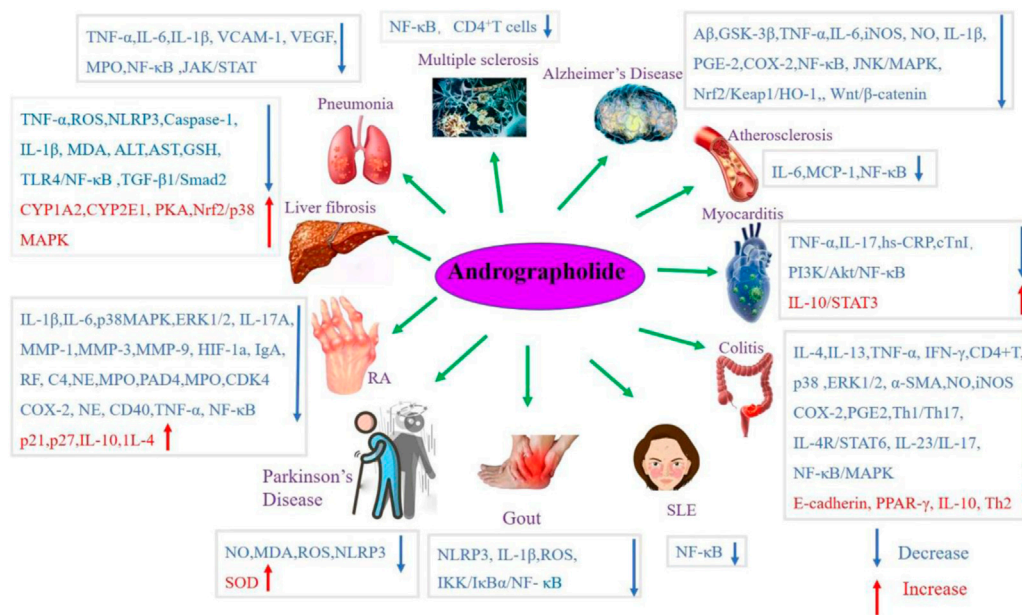 TNF-α,IL-6,IL-1β, VCAM-1, VEGF,
MPO,NF-κB ,JAK/STAT
Pneumonia
NF-κB, CD4⁺T cells
Multiple sclerosis
Alzheimer's Disease
Aβ,GSK-3β,TNF-α,IL-6,iNOS, NO, IL-1β,
PGE-2,COX-2,NF-κB, JNK/MAPK,
Nrf2/Keap1/HO-1,, Wnt/β-catenin
Atherosclerosis
IL-6,MCP-1,NF-κB
TNF-α,ROS,NLRP3,Caspase-1,
IL-1β, MDA, ALT,AST,GSH,
TLR4/NF-κB ,TGF-β1/Smad2
CYP1A2,CYP2E1, PKA,Nrf2/p38
MAPK
Liver fibrosis
Andrographolide
Myocarditis
TNF-α,IL-17,hs-CRP,cTnI,
PI3K/Akt/NF-κB
IL-10/STAT3
IL-1β,IL-6,p38MAPK,ERK1/2, IL-17A,
MMP-1,MMP-3,MMP-9, HIF-1a, IgA,
RF, C4,NE,MPO,PAD4,MPO,CDK4
COX-2, NE, CD40,TNF-α, NF-κB
p21,p27,IL-10,1L-4
RA
Colitis
IL-4,IL-13,TNF-α, IFN-γ,CD4+T,
p38 ,ERK1/2, α-SMA,NO,iNOS
COX-2,PGE2,Th1/Th17,
IL-4R/STAT6, IL-23/IL-17,
NF-κB/MAPK
E-cadherin, PPAR-γ, IL-10, Th2
Parkinson's
Disease
Gout
SLE
NO,MDA,ROS,NLRP3
SOD
NLRP3, IL-1β,ROS,
IKK/IκBα/NF- κB
NF-κB
Decrease
Increase